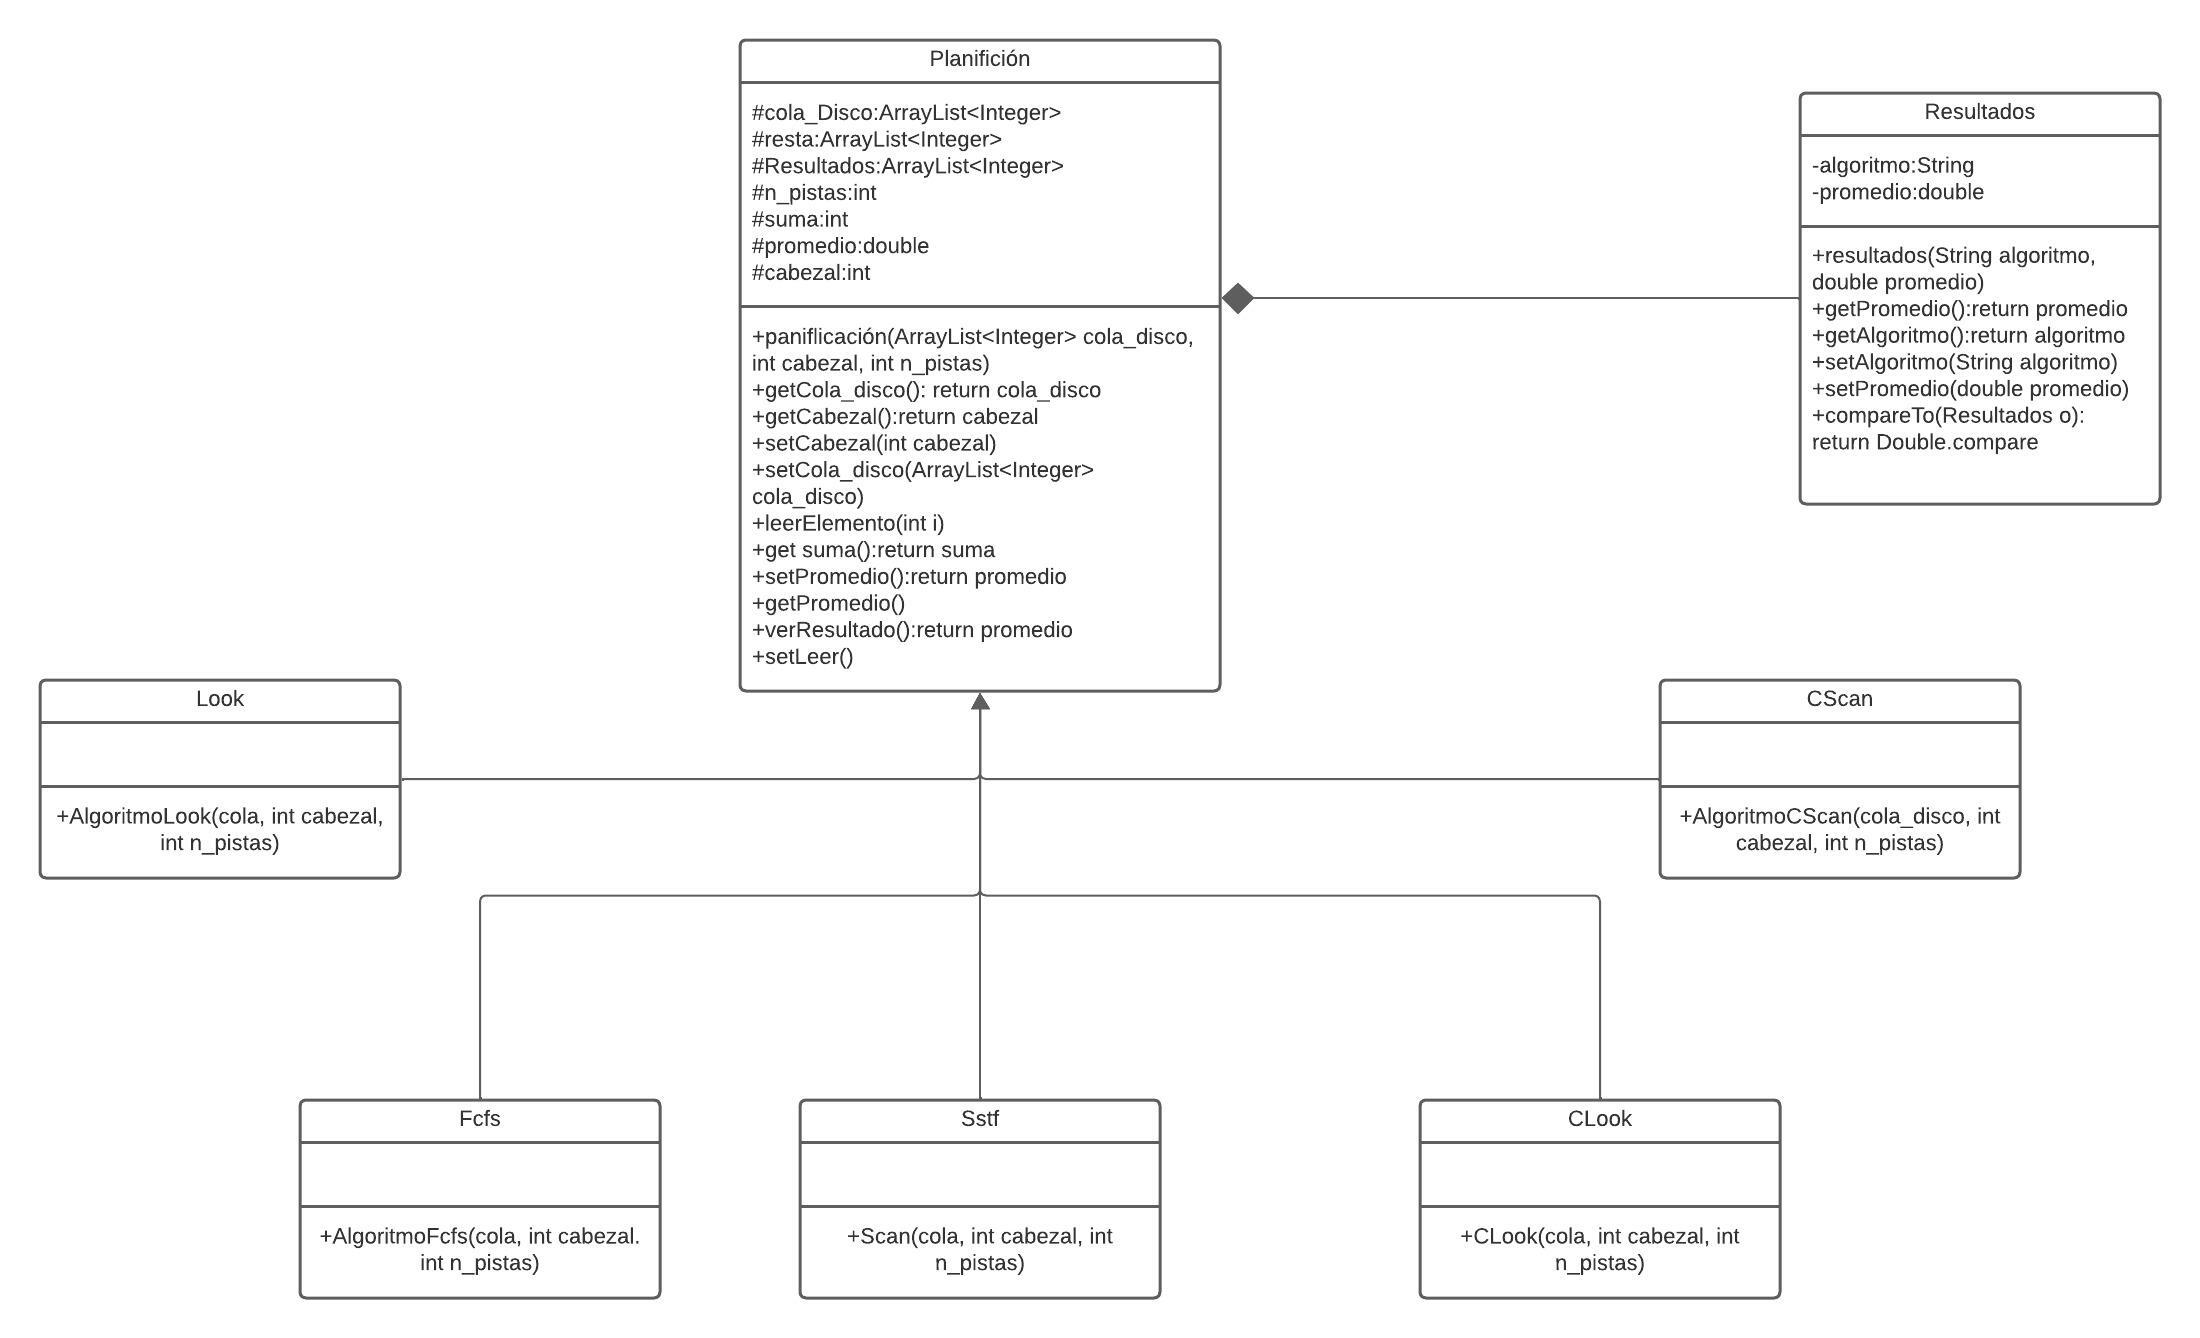 Planifición
#cola_Disco:ArrayList<Integer>
#resta:ArrayList<Integer>
#Resultados:ArrayList<Integer>
#n_pistas:int
#suma:int
#promedio:double
#cabezal:int
+paniflicación(ArrayList<Integer> cola_disco,
int cabezal, int n_pistas)
+getCola_disco(): return cola_disco
+getCabezal():return cabezal
+setCabezal(int cabezal)
+setCola_disco(ArrayList<Integer>
cola_disco)
+leerElemento(int i)
+get suma():return suma
+setPromedio():return promedio
+getPromedio()
+verResultado():return promedio
+setLeer()
Resultados
-algoritmo:String
-promedio:double
+resultados(String algoritmo,
double promedio)
+getPromedio():return promedio
+getAlgoritmo():return algoritmo
+setAlgoritmo(String algoritmo)
+setPromedio(double promedio)
+compareTo(Resultados o):
return Double.compare
Look
+AlgoritmoLook(cola, int cabezal,
int n_pistas)
CScan
+AlgoritmoCScan(cola_disco, int
cabezal, int n_pistas)
Fcfs
+AlgoritmoFcfs(cola, int cabezal.
int n_pistas)
Sstf
+Scan(cola, int cabezal, int
n_pistas)
CLook
+CLook(cola, int cabezal, int
n_pistas)